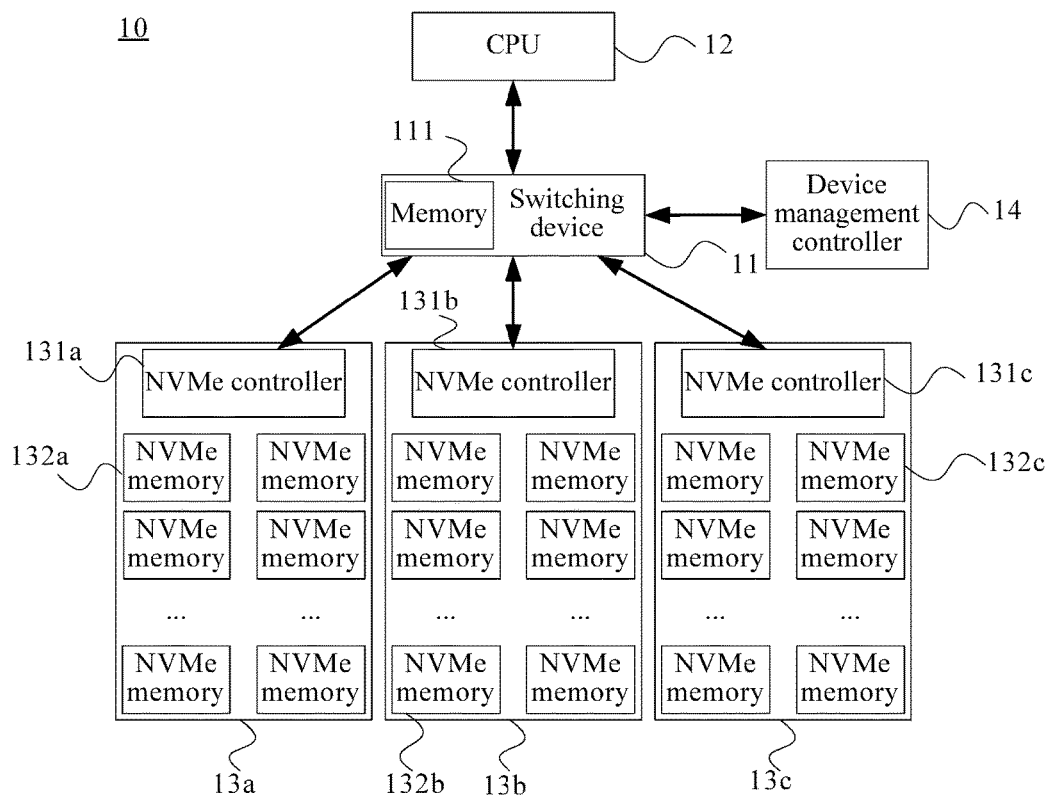 10
CPU
12
111
Memory
Switching
device
Device
management
controller
14
11
131a
NVMe controller
131b
NVMe controller
NVMe controller
131c
132a
NVMe
memory
NVMe
memory
NVMe
memory
NVMe
memory
NVMe
memory
NVMe
memory
132c
NVMe
memory
NVMe
memory
NVMe
memory
NVMe
memory
NVMe
memory
NVMe
memory
...
...
...
...
...
...
NVMe
memory
NVMe
memory
NVMe
memory
NVMe
memory
NVMe
memory
NVMe
memory
13a
132b
13b
13c